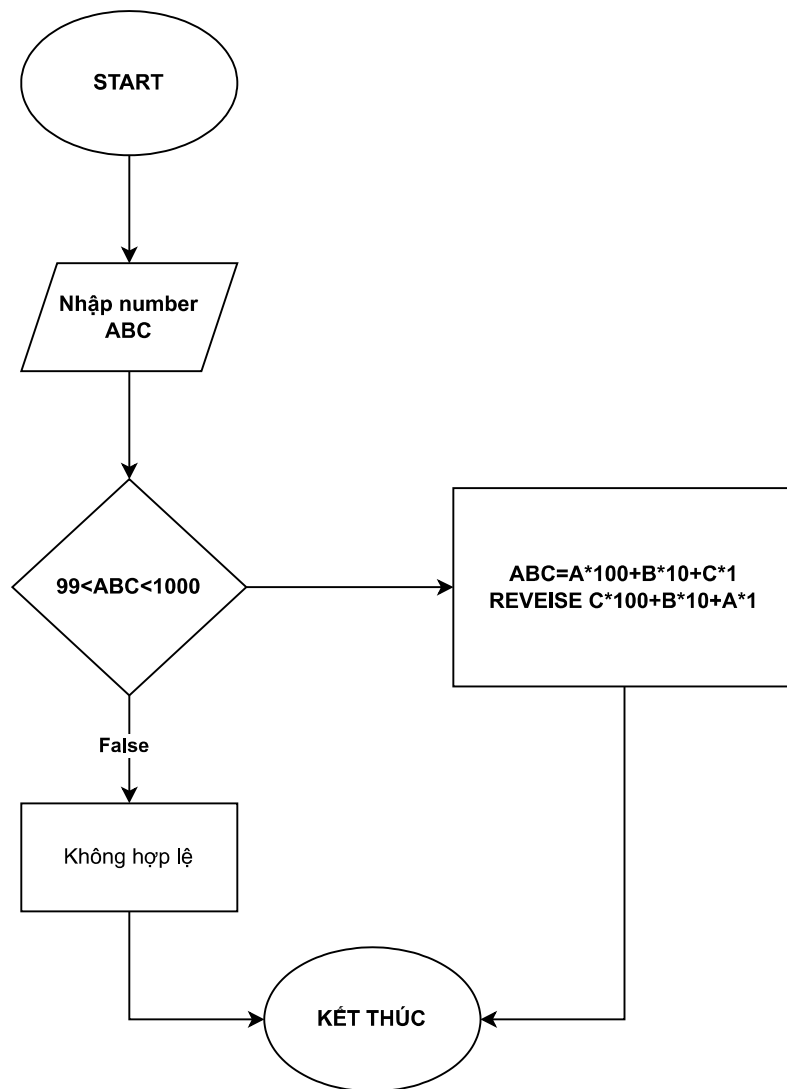 START
Nhập number
ABC
99<ABC<1000
ABC=A*100+B*10+C*1
REVEISE C*100+B*10+A*1
False
Không hợp lệ
KẾT THÚC